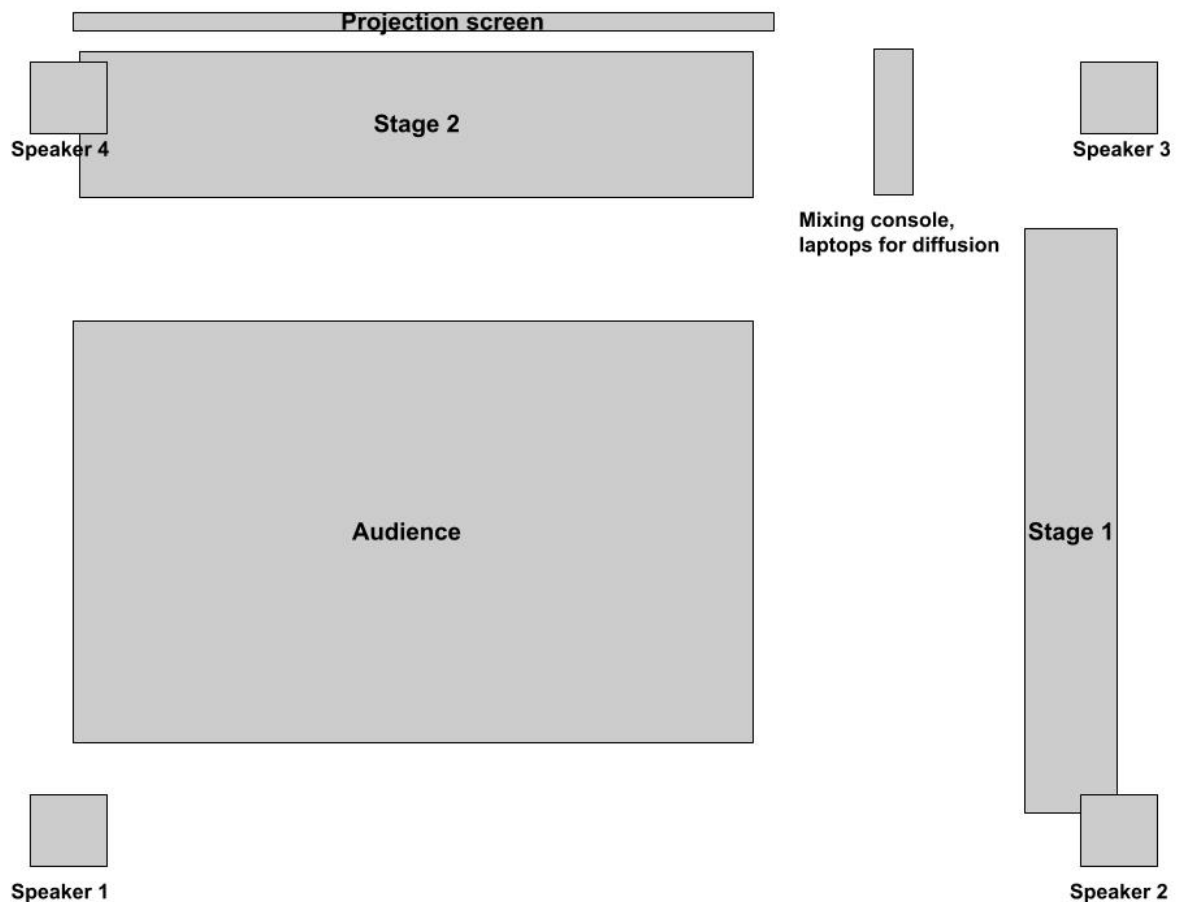 Projection screen
Stage 2
Speaker 4
Speaker 3
Mixing console,
laptops for diffusion
Audience
Stage 1
Speaker 1
Speaker 2